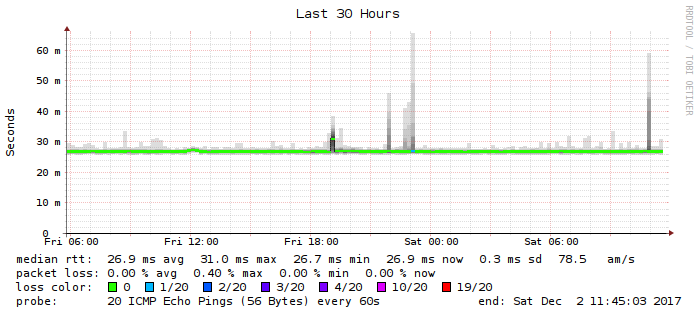 Last 30 Hours
RRDTOOL / TOBI OETIKER
Seconds
60 m
50 m
40 m
30 m
20 m
10 m
0
Fri 06:00 Fri 12:00 Fri 18:00 Sat 00:00 Sat 06:00
median rtt: 26.9 ms avg 31.0 ms max 26.7 ms min 26.9 ms now 0.3 ms sd 78.5 am/s
packet loss: 0.00 % avg 0.40 % max 0.00 % min 0.00 % now
loss color: 0 1/20 2/20 3/20 4/20 10/20 19/20
probe: 20 ICMP Echo Pings (56 Bytes) every 60s end: Sat Dec 2 11:45:03 2017